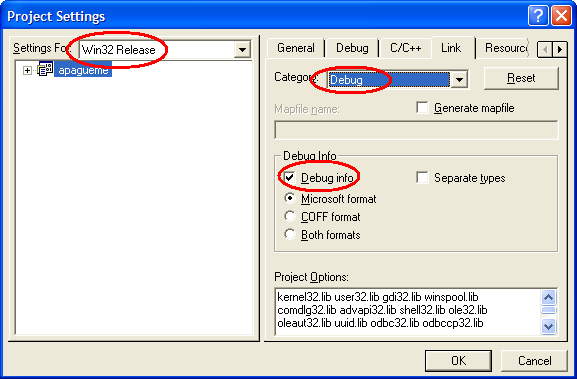 Project Settings
Settings For: Win32 Release
apagueme
General Debug C/C++ Link Resource
Category: Debug Reset
Mapfile name: Generate mapfile
Debug Info
Debug info Separate types
Microsoft format
COFF format
Both formats
Project Options:
kernel32.lib user32.lib gdi32.lib winspool.lib
comdlg32.lib advapi32.lib shell32.lib ole32.lib
oleaut32.lib uuid.lib odbc32.lib odbccp32.lib
OK Cancel